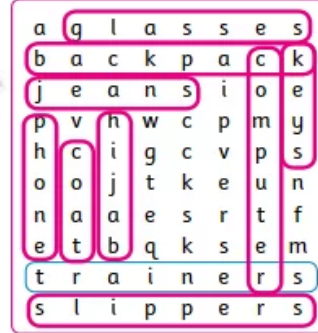 a g l a s s e s
b a c k p a c k
j e a n s i o e
p v h w c p m y
h c i g c v p s
o o j t k e u n
n a a e s r t f
e t b q k s e m
t r a i n e r s
s l i p p e r s